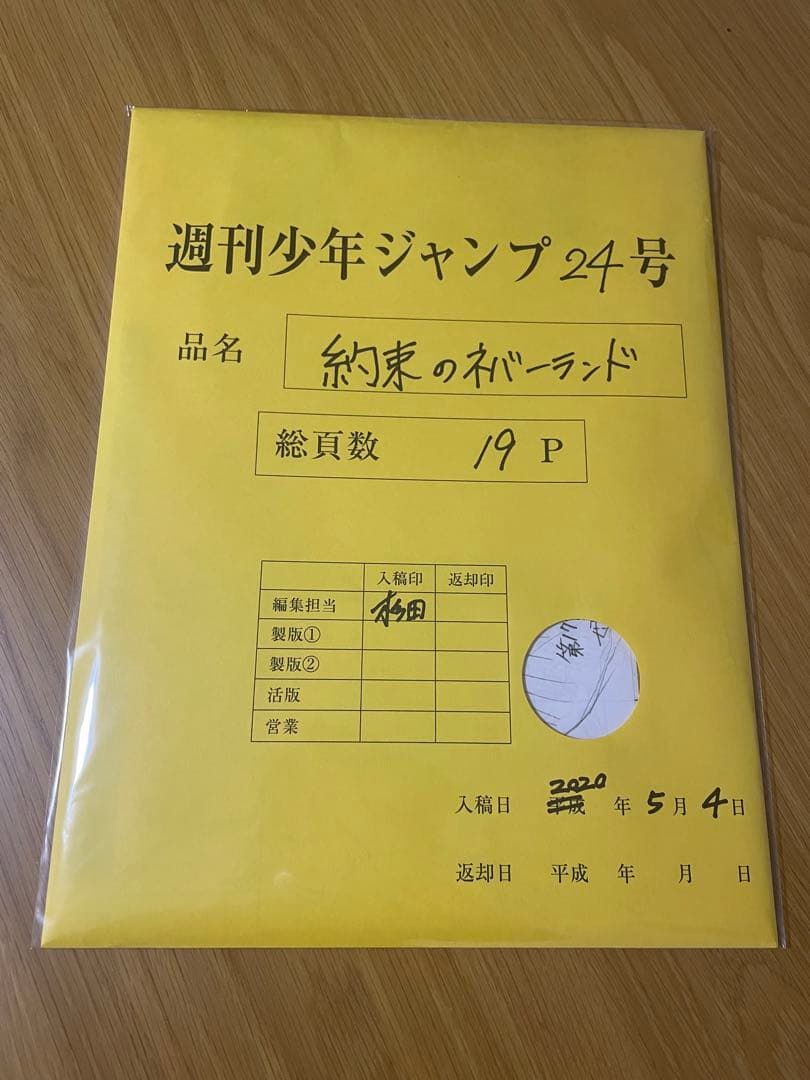 週刊少年ジャンプ24号
品名 約束のネバーランド
総頁数 19 P
入稿印 返却印
編集担当 杉田
製版①
製版②
活版
営業
2020
入稿日 平成 年 5月 4日
返却日 平成 年 月 日